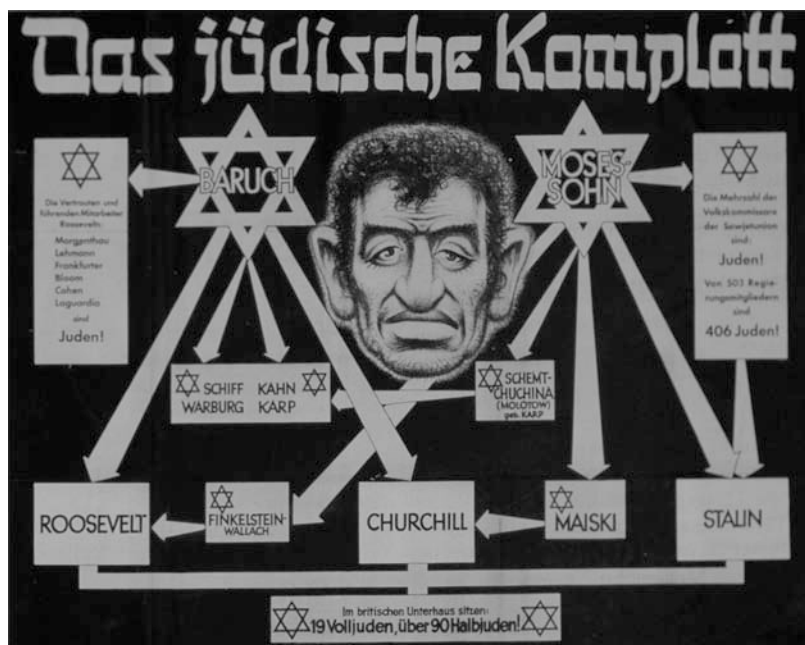 Das jüdische Komplott
BARUCH
MOSES-
SOHN
Die Vertrauten und
führenden Mitarbeiter
Roosevelts:
Morgenthau
Lehmann
Frankfurter
Bloom
Cohen
Laguardia
sind
Juden!
Die Mehrzahl der
Volkskommissare
der Sowjetunion
sind:
Juden!
Von 503 Regie-
rungsmitgliedern
sind
406 Juden!
SCHIFF KAHN
WARBURG KARP
SCHEMT-
CHUCHINA
(MOLOTOW)
geb. KARP
ROOSEVELT
FINKELSTEIN-
WALLACH
CHURCHILL
MAISKI
STALIN
Im britischen Unterhaus sitzen:
19 Volljuden, über 90 Halbjuden!